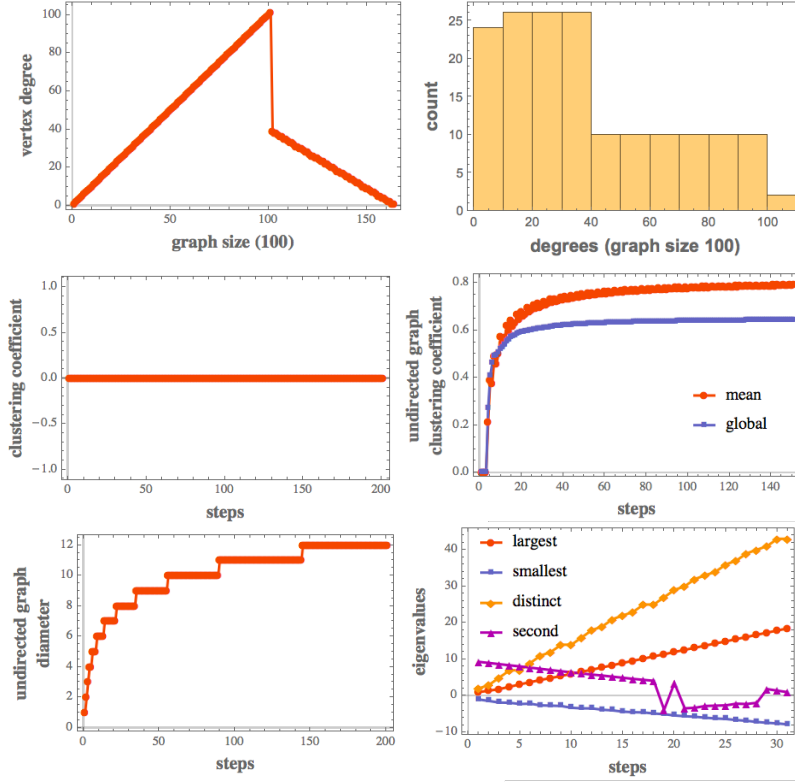 100
80
60
40
20
0
vertex degree
0 50 100 150
graph size (100)
25
20
15
10
5
0
count
0 20 40 60 80 100
degrees (graph size 100)
1.0
0.5
0.0
-0.5
-1.0
clustering coefficient
0 50 100 150 200
steps
0.8
0.6
0.4
0.2
0.0
undirected graph
clustering coefficient
mean
global
0 20 40 60 80 100 120 140
steps
12
10
8
6
4
2
0
undirected graph
diameter
0 50 100 150 200
steps
40
30
20
10
0
-10
eigenvalues
largest
smallest
distinct
second
0 5 10 15 20 25 30
steps